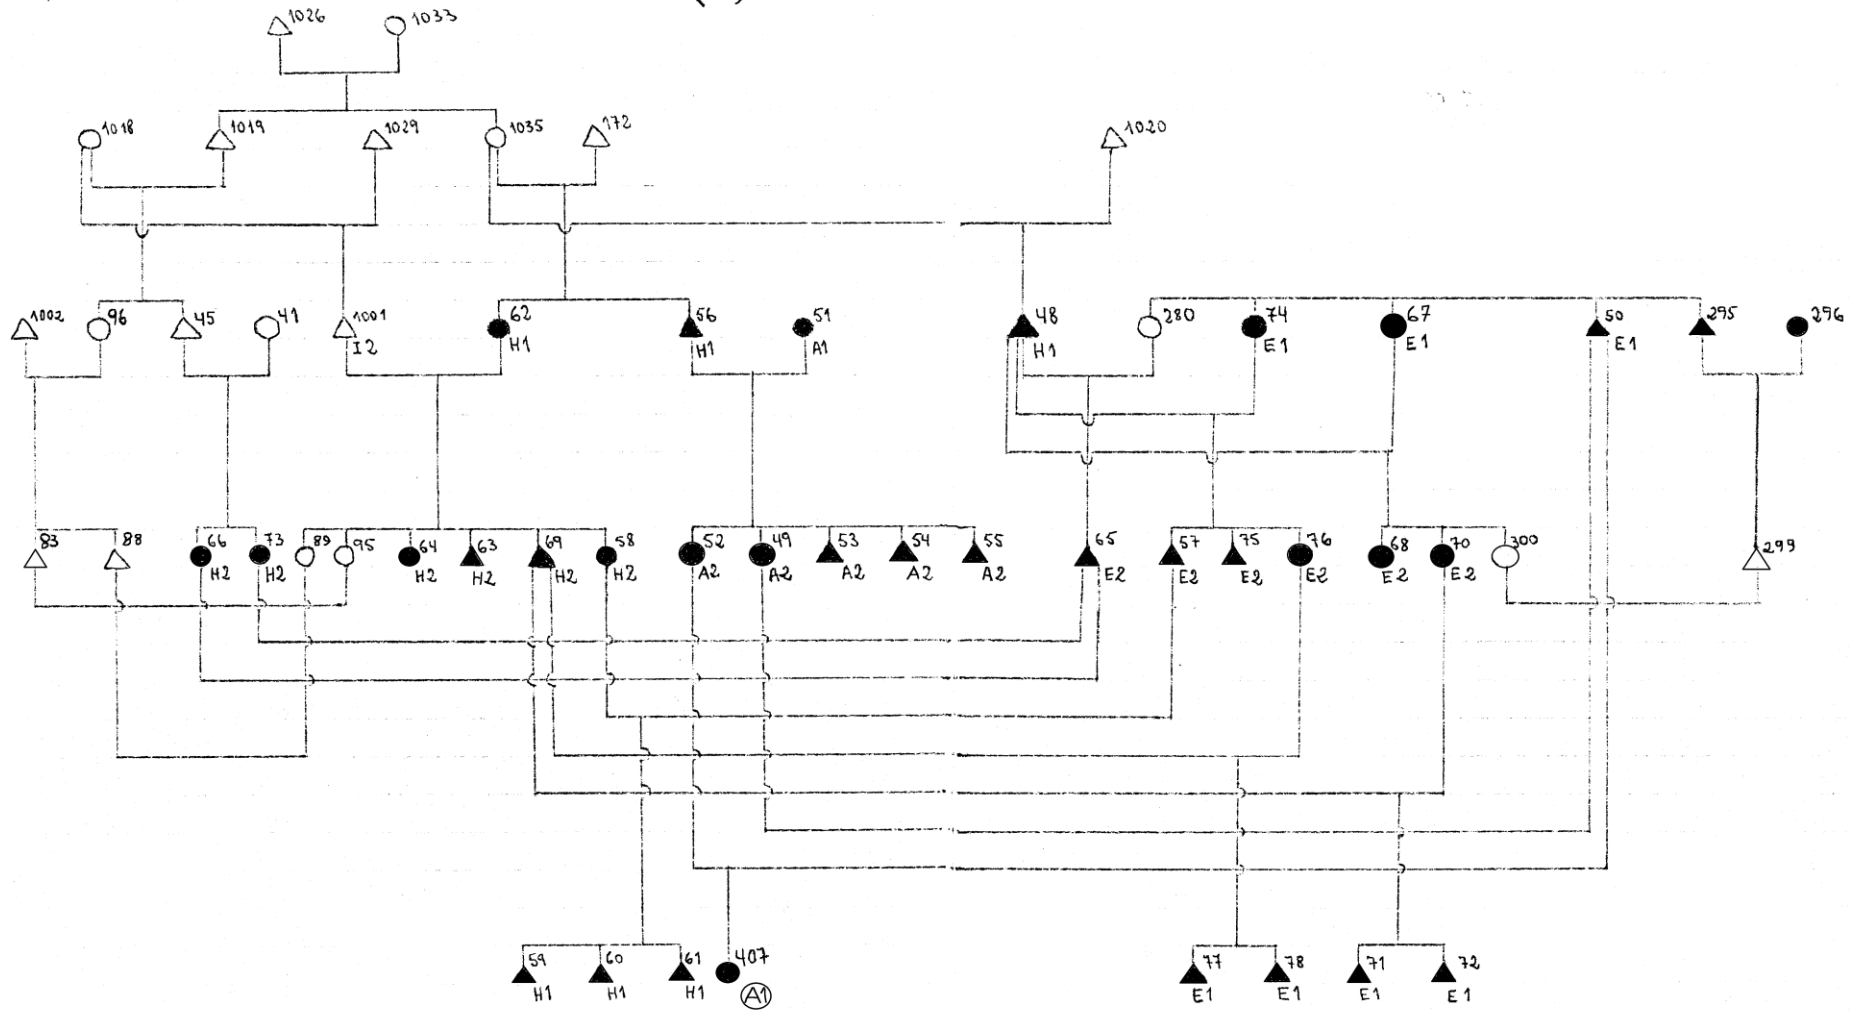 1026 1033
1018 1019 1029 1035 172 1020
1002 96 45 41 1001 62 56 51 48 280 74 67 50 295 296
I2 H1 H1 A1 H1 E1 E1 E1
83 88 66 73 89 95 64 63 69 58 52 49 53 54 55 65 57 75 76 68 70 300 299
H2 H2 H2 H2 H2 H2 A2 A2 A2 A2 A2 E2 E2 E2 E2 E2 E2
59 60 61 407 77 78 71 72
H1 H1 H1 A1 E1 E1 E1 E1